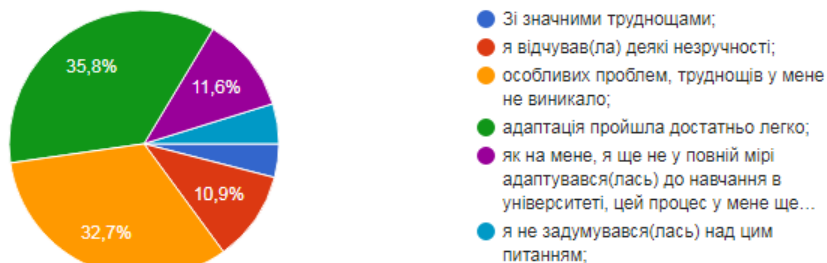 35,8%
11,6%
10,9%
32,7%
Зі значними труднощами;
я відчував(ла) деякі незручності;
особливих проблем, труднощів у мене
не виникало;
адаптація пройшла достатньо легко;
як на мене, я ще не у повній мірі
адаптувався(лась) до навчання в
університеті, цей процес у мене ще…
я не задумувався(лась) над цим
питанням;